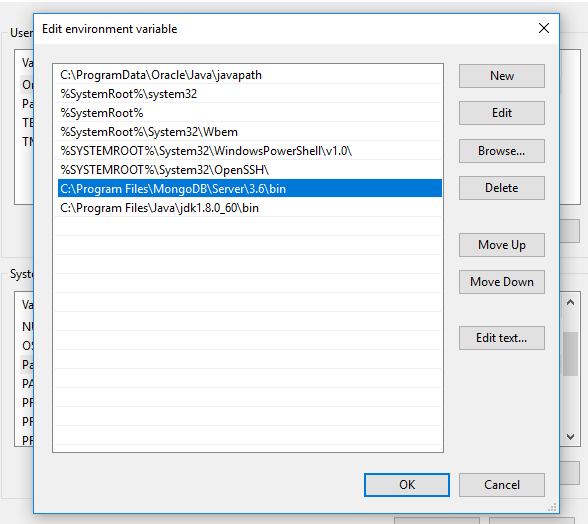 Edit environment variable
User
Va
Or
Pa
TE
TM
C:\ProgramData\Oracle\Java\javapath
%SystemRoot%\system32
%SystemRoot%
%SystemRoot%\System32\Wbem
%SYSTEMROOT%\System32\WindowsPowerShell\v1.0\
%SYSTEMROOT%\System32\OpenSSH\
C:\Program Files\MongoDB\Server\3.6\bin
C:\Program Files\Java\jdk1.8.0_60\bin
New
Edit
Browse...
Delete
Move Up
Move Down
Edit text...
Syste
Va
NU
OS
Pa
PA
PR
PR
PR
OK
Cancel